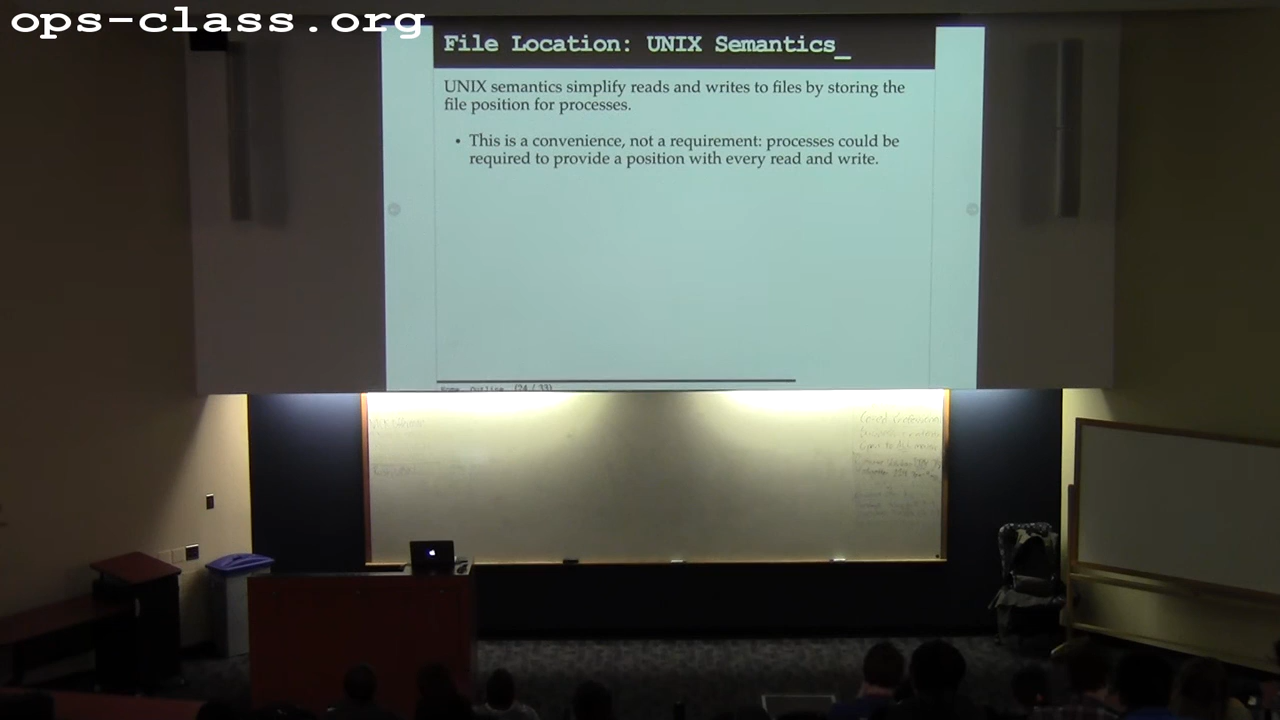 ops-class.org
File Location: UNIX Semantics_
UNIX semantics simplify reads and writes to files by storing the
file position for processes.
• This is a convenience, not a requirement: processes could be
required to provide a position with every read and write.